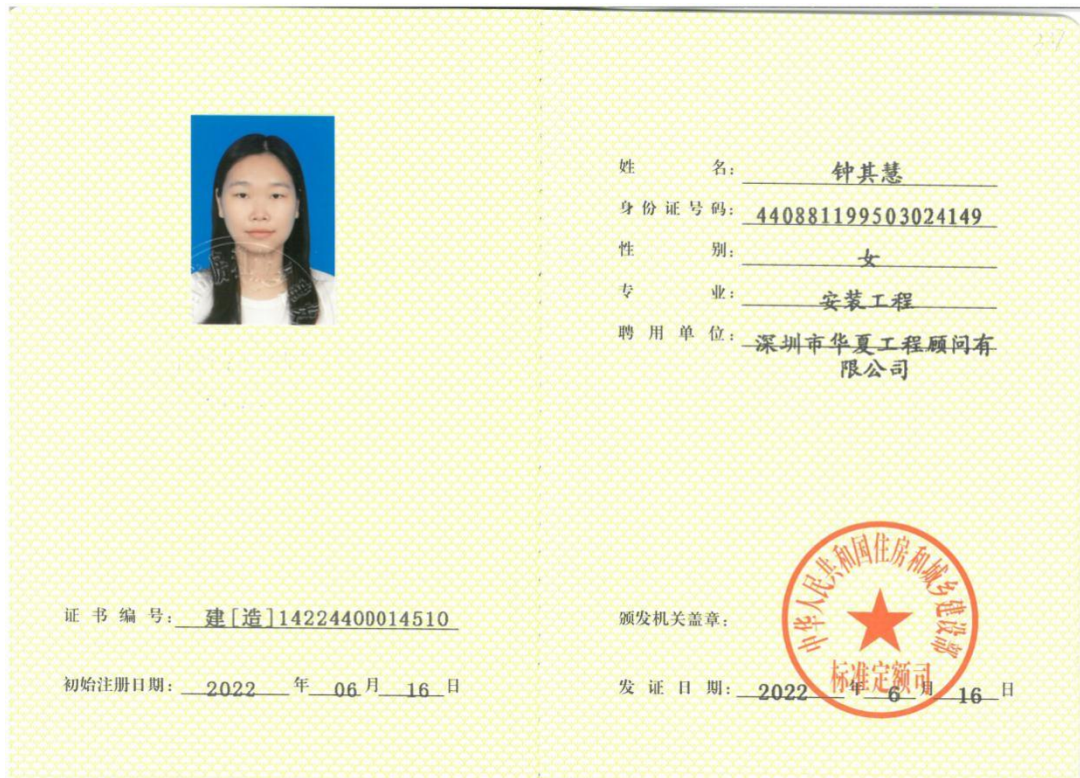 姓名：钟其慧
身份证号码：440881199503024149
性别：女
专业：安装工程
聘用单位：深圳市华夏工程顾问有
限公司
证书编号：建[造]14224400014510
初始注册日期：2022年06月16日
颁发机关盖章：
中华人民共和国住房和城乡建设部
标准定额司
发证日期：2022年6月16日